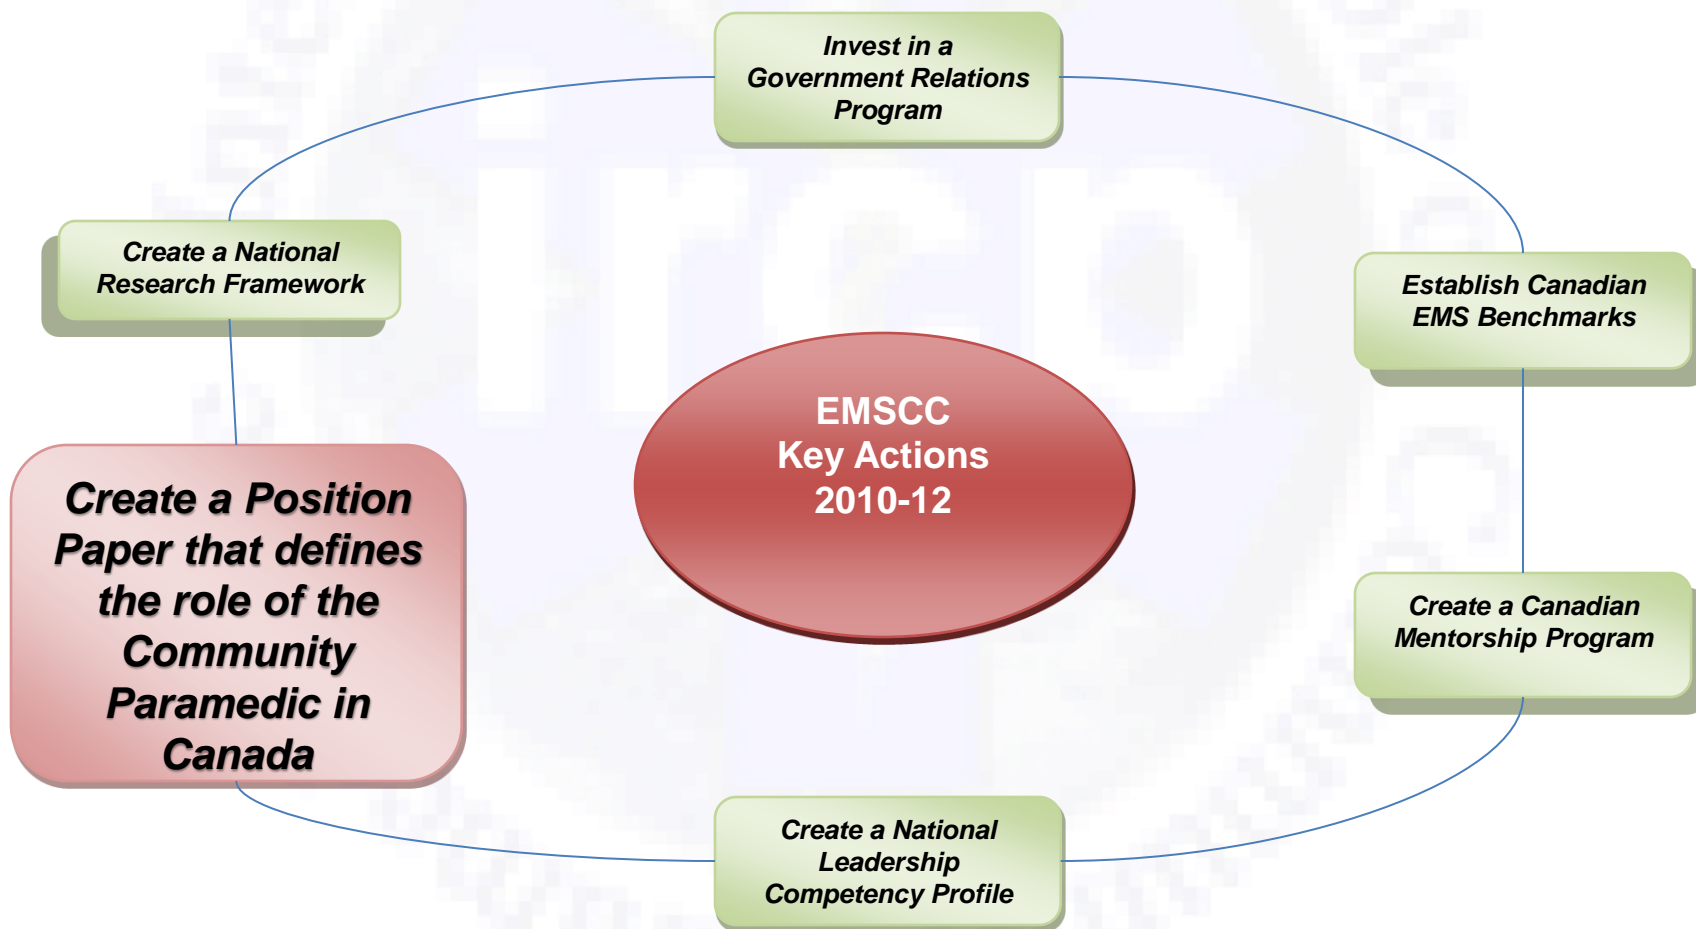 Invest in a
Government Relations
Program
Create a National
Research Framework
Establish Canadian
EMS Benchmarks
EMSCC
Key Actions
2010-12
Create a Position
Paper that defines
the role of the
Community
Paramedic in
Canada
Create a Canadian
Mentorship Program
Create a National
Leadership
Competency Profile
ircp